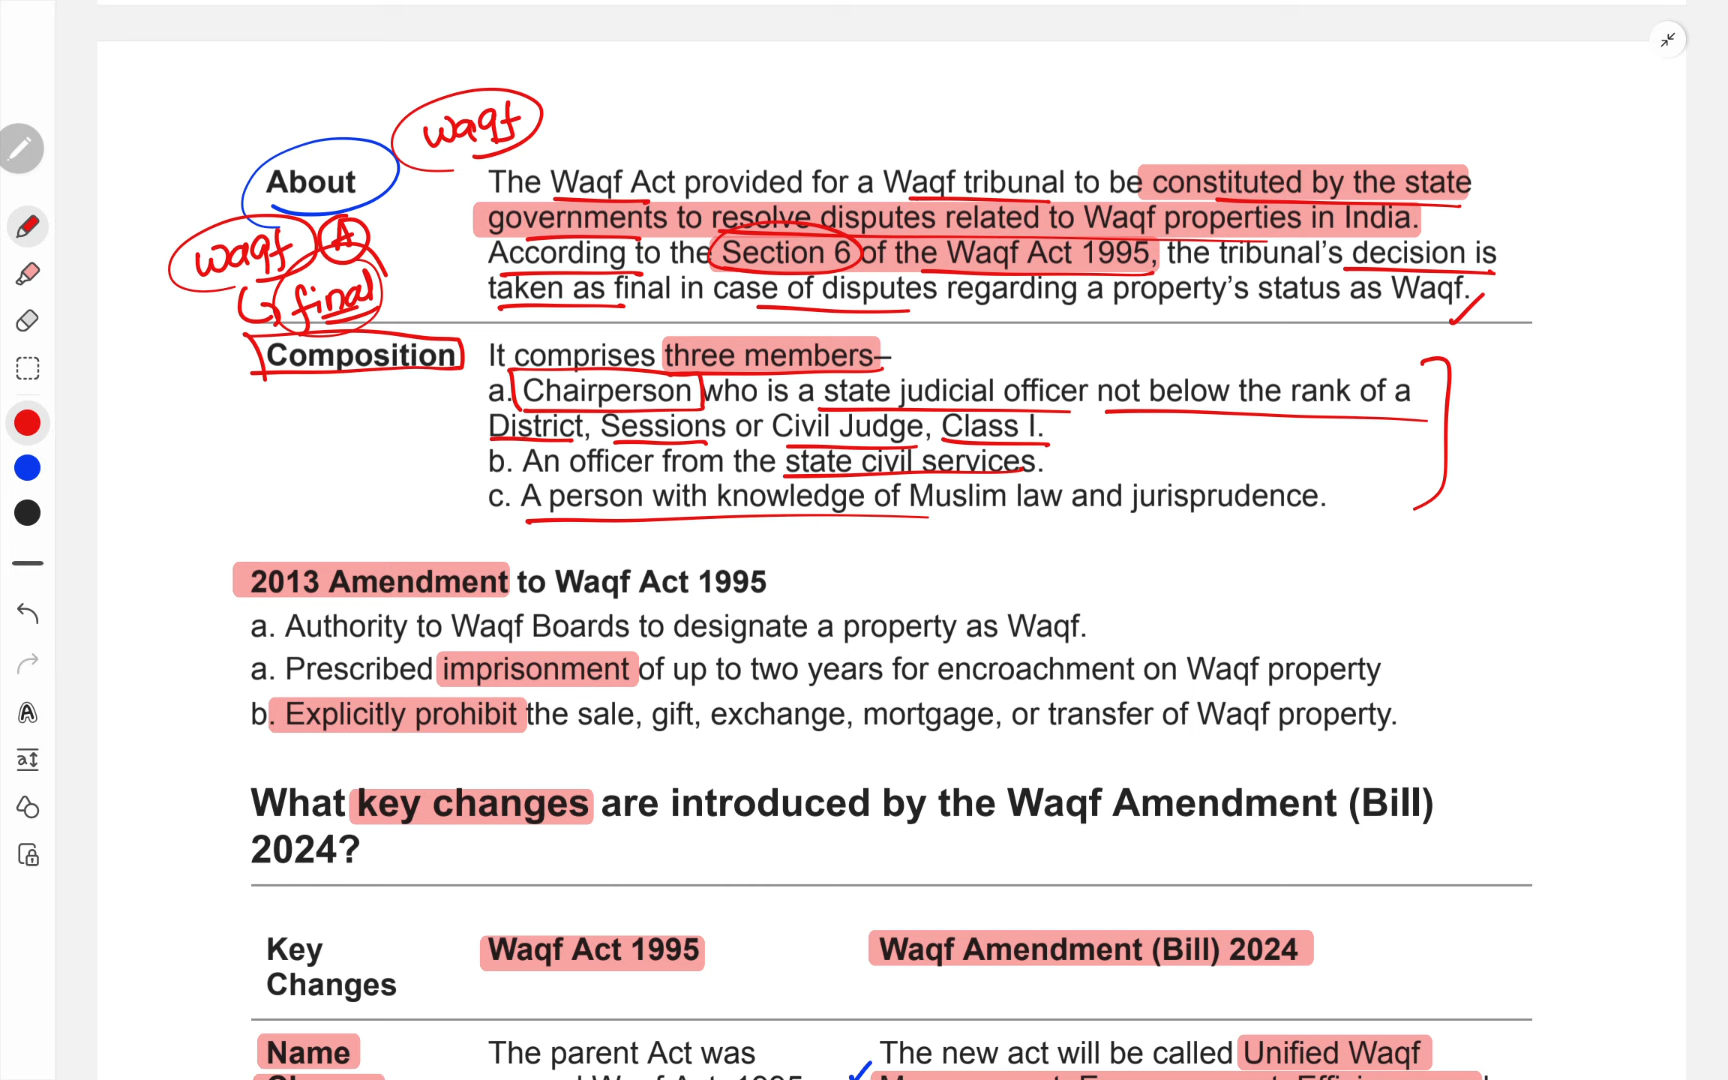 waqf
About
The Waqf Act provided for a Waqf tribunal to be constituted by the state
governments to resolve disputes related to Waqf properties in India.
According to the Section 6 of the Waqf Act 1995, the tribunal's decision is
taken as final in case of disputes regarding a property's status as Waqf.
waqf A
final
Composition
It comprises three members–
a. Chairperson who is a state judicial officer not below the rank of a
District, Sessions or Civil Judge, Class I.
b. An officer from the state civil services.
c. A person with knowledge of Muslim law and jurisprudence.
2013 Amendment to Waqf Act 1995
a. Authority to Waqf Boards to designate a property as Waqf.
a. Prescribed imprisonment of up to two years for encroachment on Waqf property
b. Explicitly prohibit the sale, gift, exchange, mortgage, or transfer of Waqf property.
What key changes are introduced by the Waqf Amendment (Bill)
2024?
Key
Changes
Waqf Act 1995
Waqf Amendment (Bill) 2024
Name
The parent Act was
The new act will be called Unified Waqf